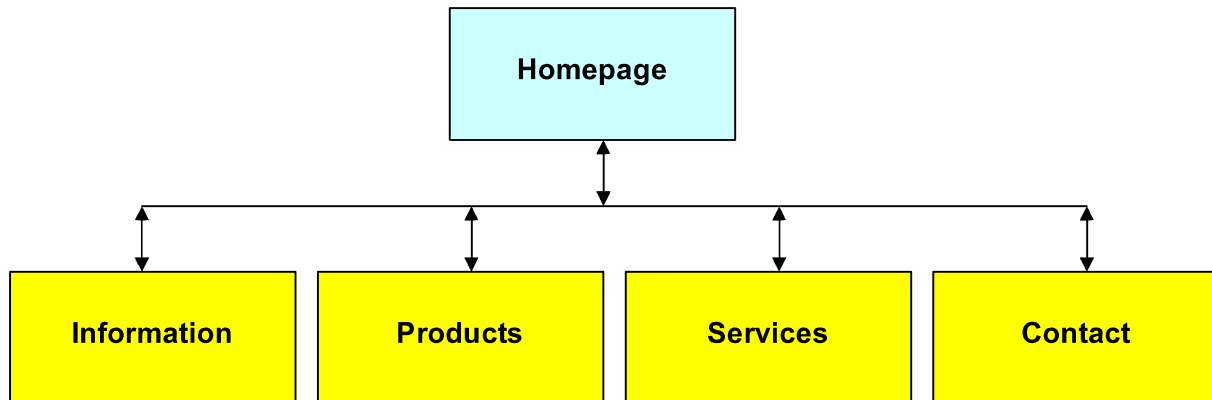 Homepage
Information
Products
Services
Contact